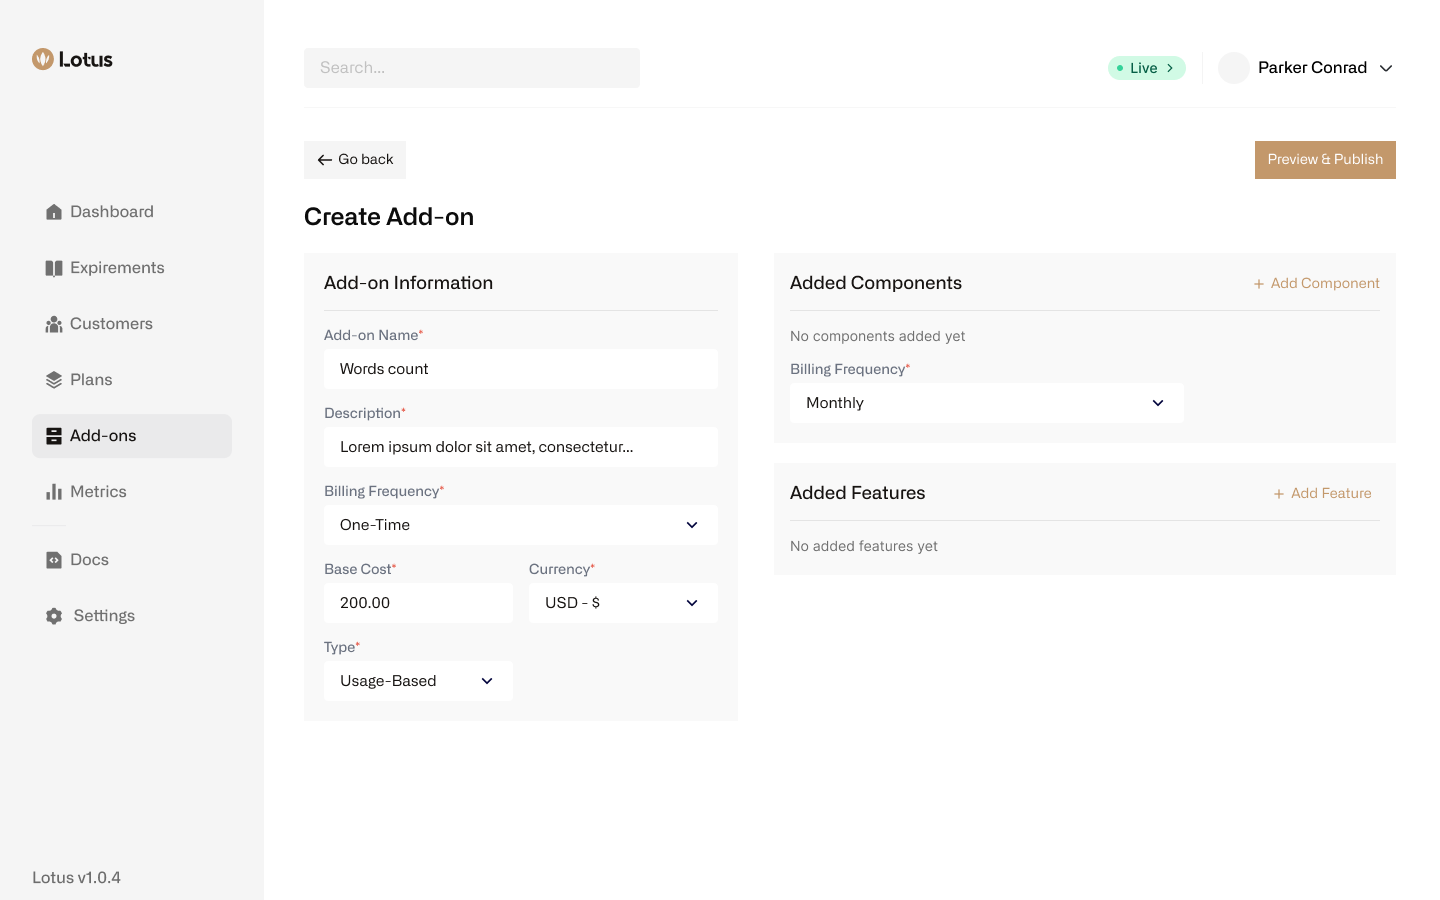 Lotus
Search...
Live
Parker Conrad
Go back
Preview & Publish
Dashboard
Expirements
Customers
Plans
Add-ons
Metrics
Docs
Settings
Lotus v1.0.4
Create Add-on
Add-on Information
Add-on Name*
Words count
Description*
Lorem ipsum dolor sit amet, consectetur...
Billing Frequency*
One-Time
Base Cost*
200.00
Currency*
USD - $
Type*
Usage-Based
Added Components
+ Add Component
No components added yet
Billing Frequency*
Monthly
Added Features
+ Add Feature
No added features yet